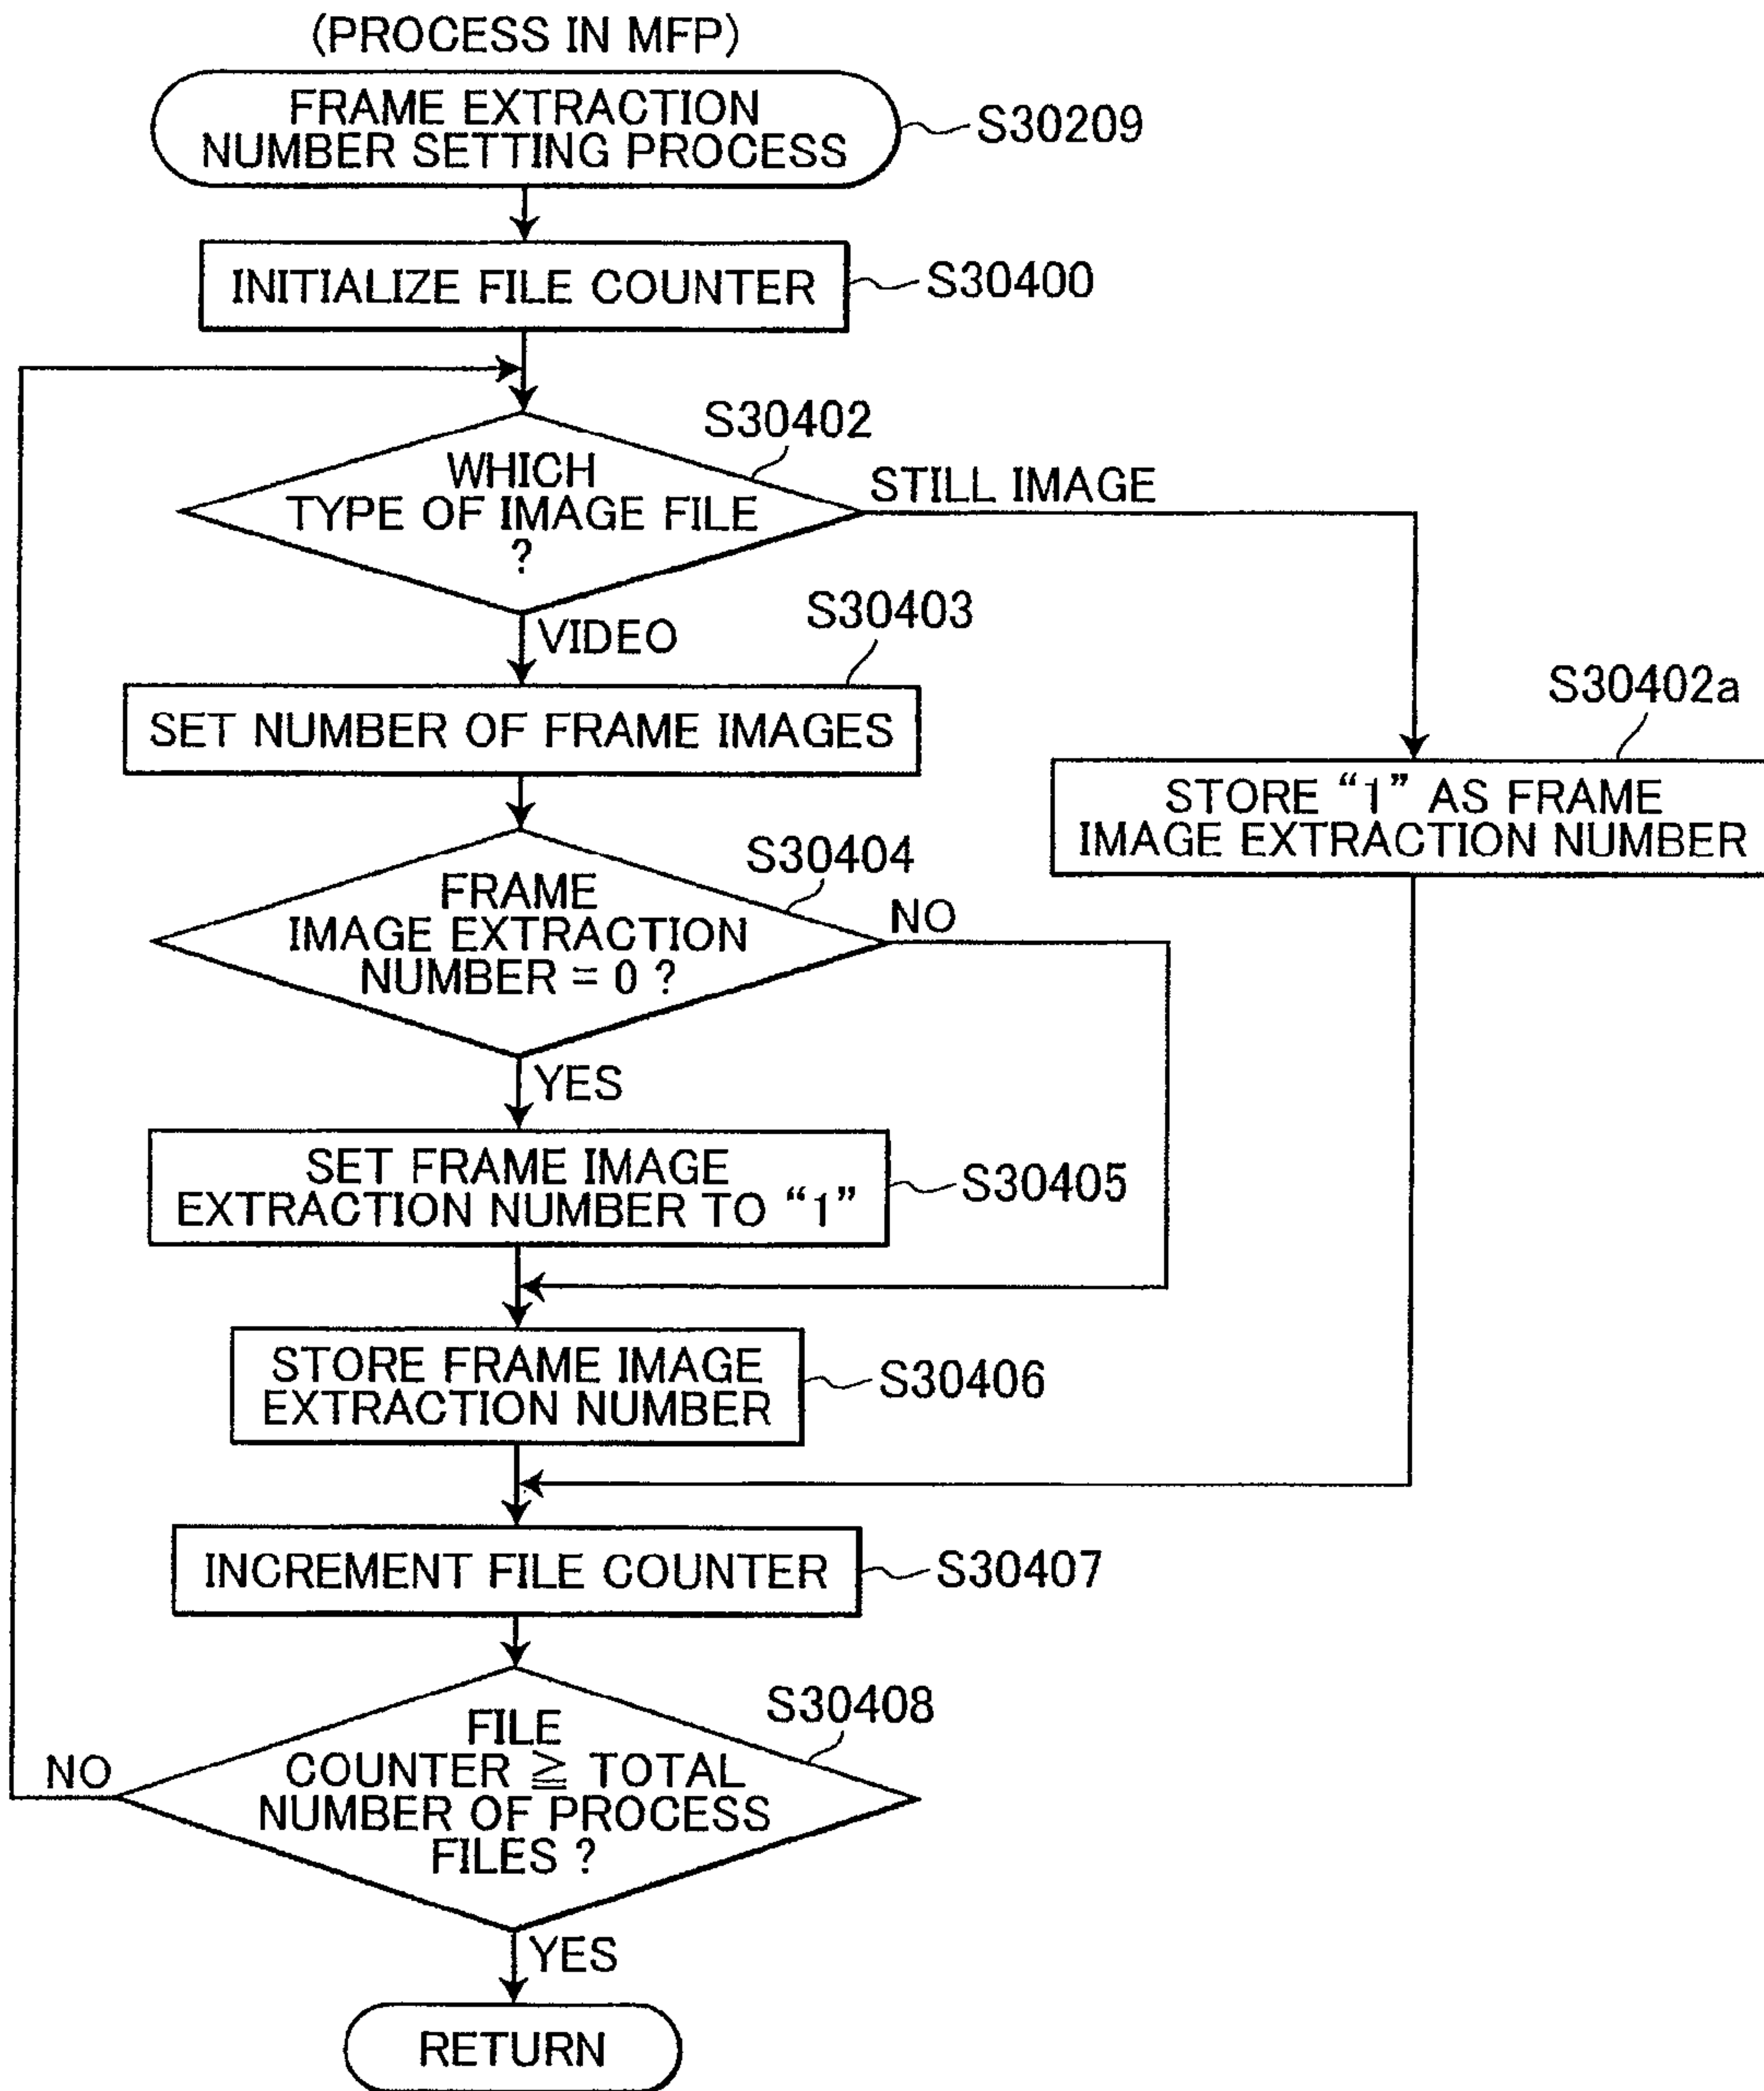 (PROCESS IN MFP)
FRAME EXTRACTION
NUMBER SETTING PROCESS
S30209
INITIALIZE FILE COUNTER
S30400
S30402
WHICH
TYPE OF IMAGE FILE
?
STILL IMAGE
VIDEO
S30403
SET NUMBER OF FRAME IMAGES
S30402a
STORE “1” AS FRAME
IMAGE EXTRACTION NUMBER
S30404
FRAME
IMAGE EXTRACTION
NUMBER = 0 ?
NO
YES
SET FRAME IMAGE
EXTRACTION NUMBER TO “1”
S30405
STORE FRAME IMAGE
EXTRACTION NUMBER
S30406
INCREMENT FILE COUNTER
S30407
S30408
FILE
COUNTER ≧ TOTAL
NUMBER OF PROCESS
FILES ?
NO
YES
RETURN